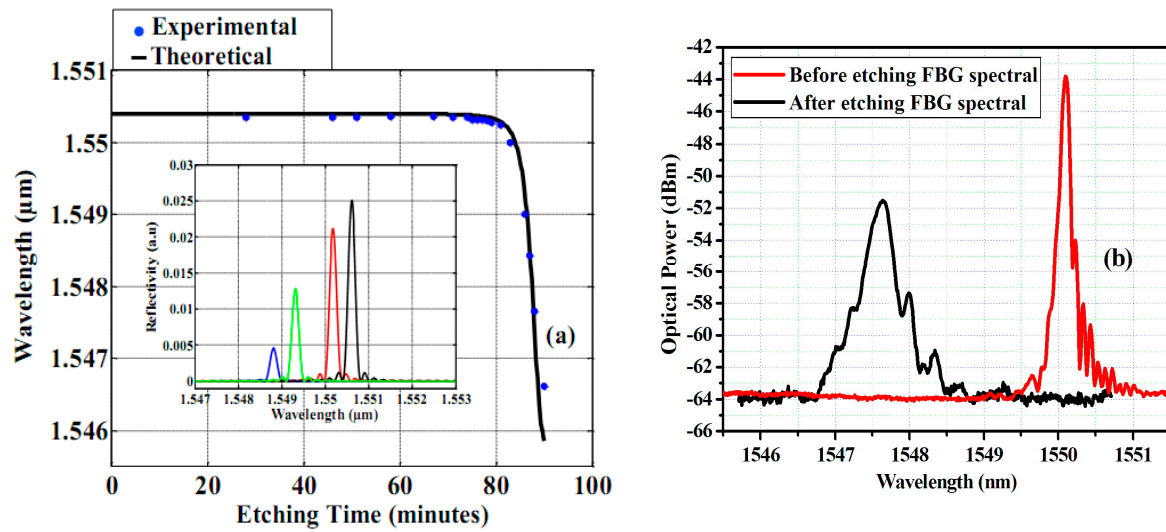 Experimental
Theoretical
1.551
1.55
1.549
1.548
1.547
1.546
Wavelength (µm)
0 20 40 60 80 100
Etching Time (minutes)
(a)
0.03
0.025
0.02
0.015
0.01
0.005
0
Reflectivity (a.u)
1.547 1.548 1.549 1.55 1.551 1.552 1.553
Wavelength (µm)
-42
-44
-46
-48
-50
-52
-54
-56
-58
-60
-62
-64
-66
Optical Power (dBm)
Before etching FBG spectral
After etching FBG spectral
(b)
1546 1547 1548 1549 1550 1551
Wavelength (nm)